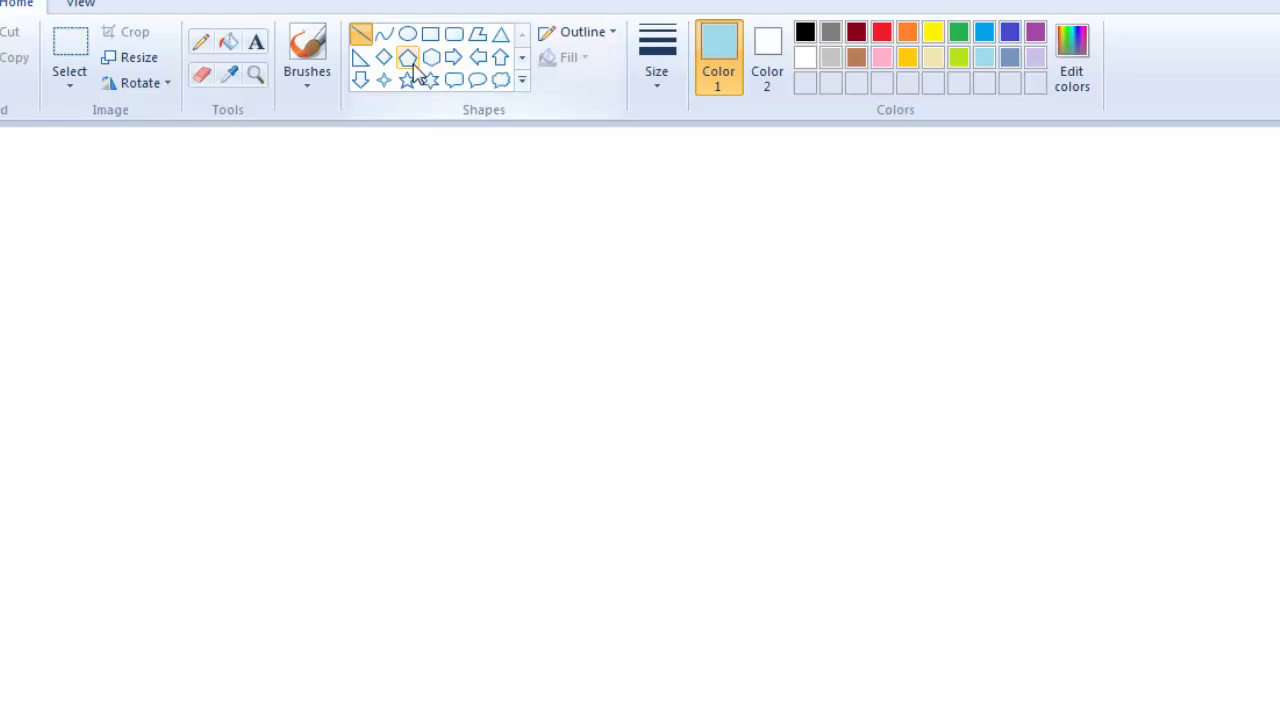 Home View
Cut
Copy
Select
Crop
Resize
Rotate
Image
A
Tools
Brushes
Outline
Fill
Shapes
Size
Color 1
Color 2
Edit colors
Colors
d